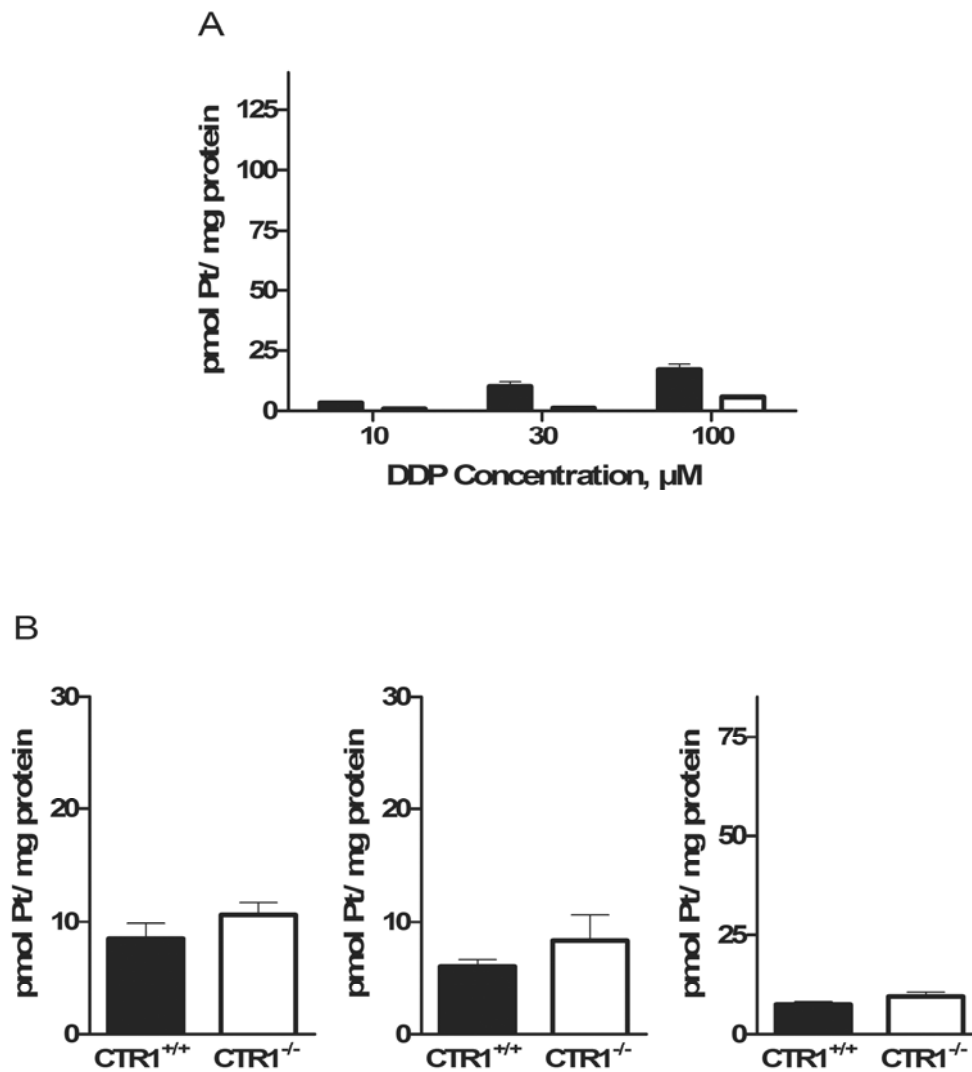 A
pmol Pt/ mg protein
125
100
75
50
25
0
10 30 100
DDP Concentration, µM
B
pmol Pt/ mg protein
30
20
10
0
CTR1+/+ CTR1-/-
pmol Pt/ mg protein
30
20
10
0
CTR1+/+ CTR1-/-
pmol Pt/ mg protein
75
50
25
0
CTR1+/+ CTR1-/-